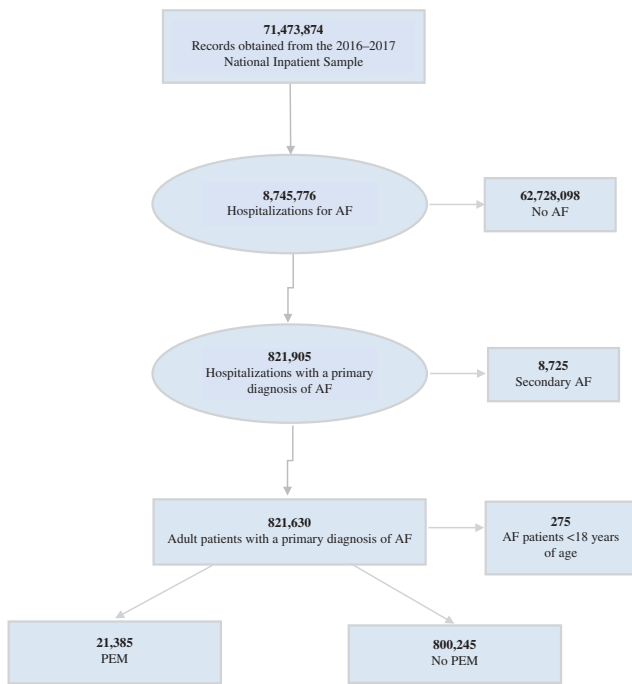 71,473,874
Records obtained from the 2016–2017
National Inpatient Sample
8,745,776
Hospitalizations for AF
62,728,098
No AF
821,905
Hospitalizations with a primary
diagnosis of AF
8,725
Secondary AF
821,630
Adult patients with a primary diagnosis of AF
275
AF patients <18 years
of age
21,385
PEM
800,245
No PEM